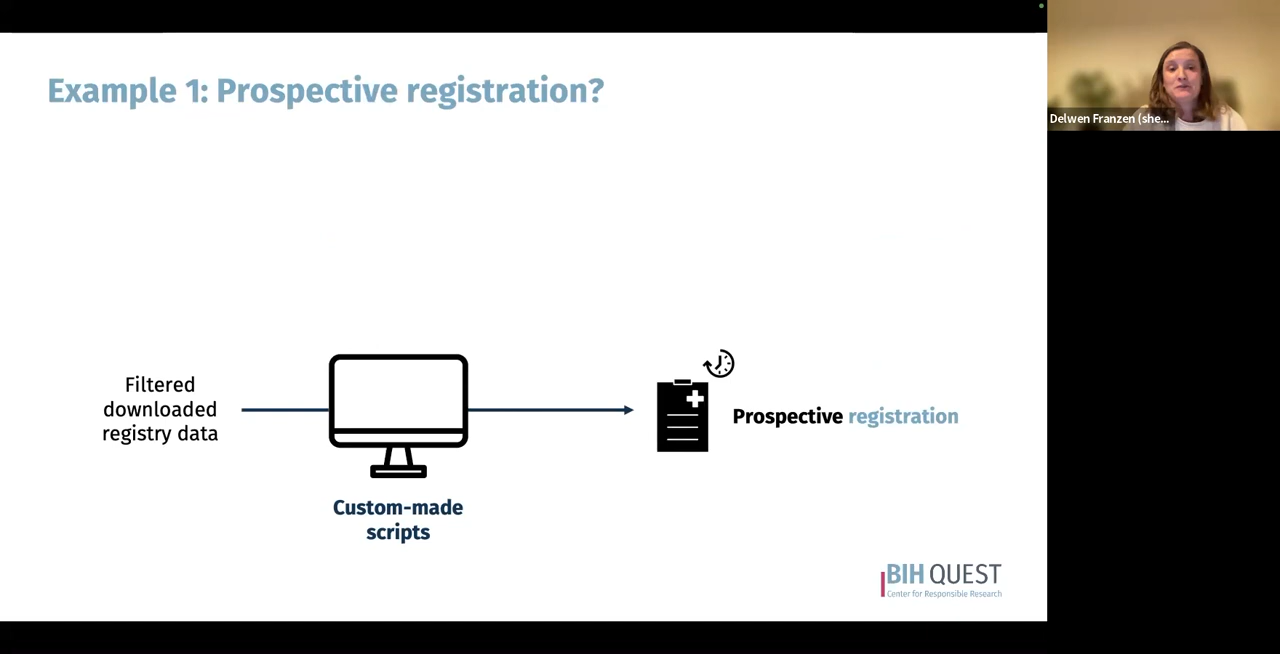 Example 1: Prospective registration?
Delwen Franzen (she...
Filtered
downloaded
registry data
Custom-made
scripts
Prospective registration
BIH QUEST
Center for Responsible Research